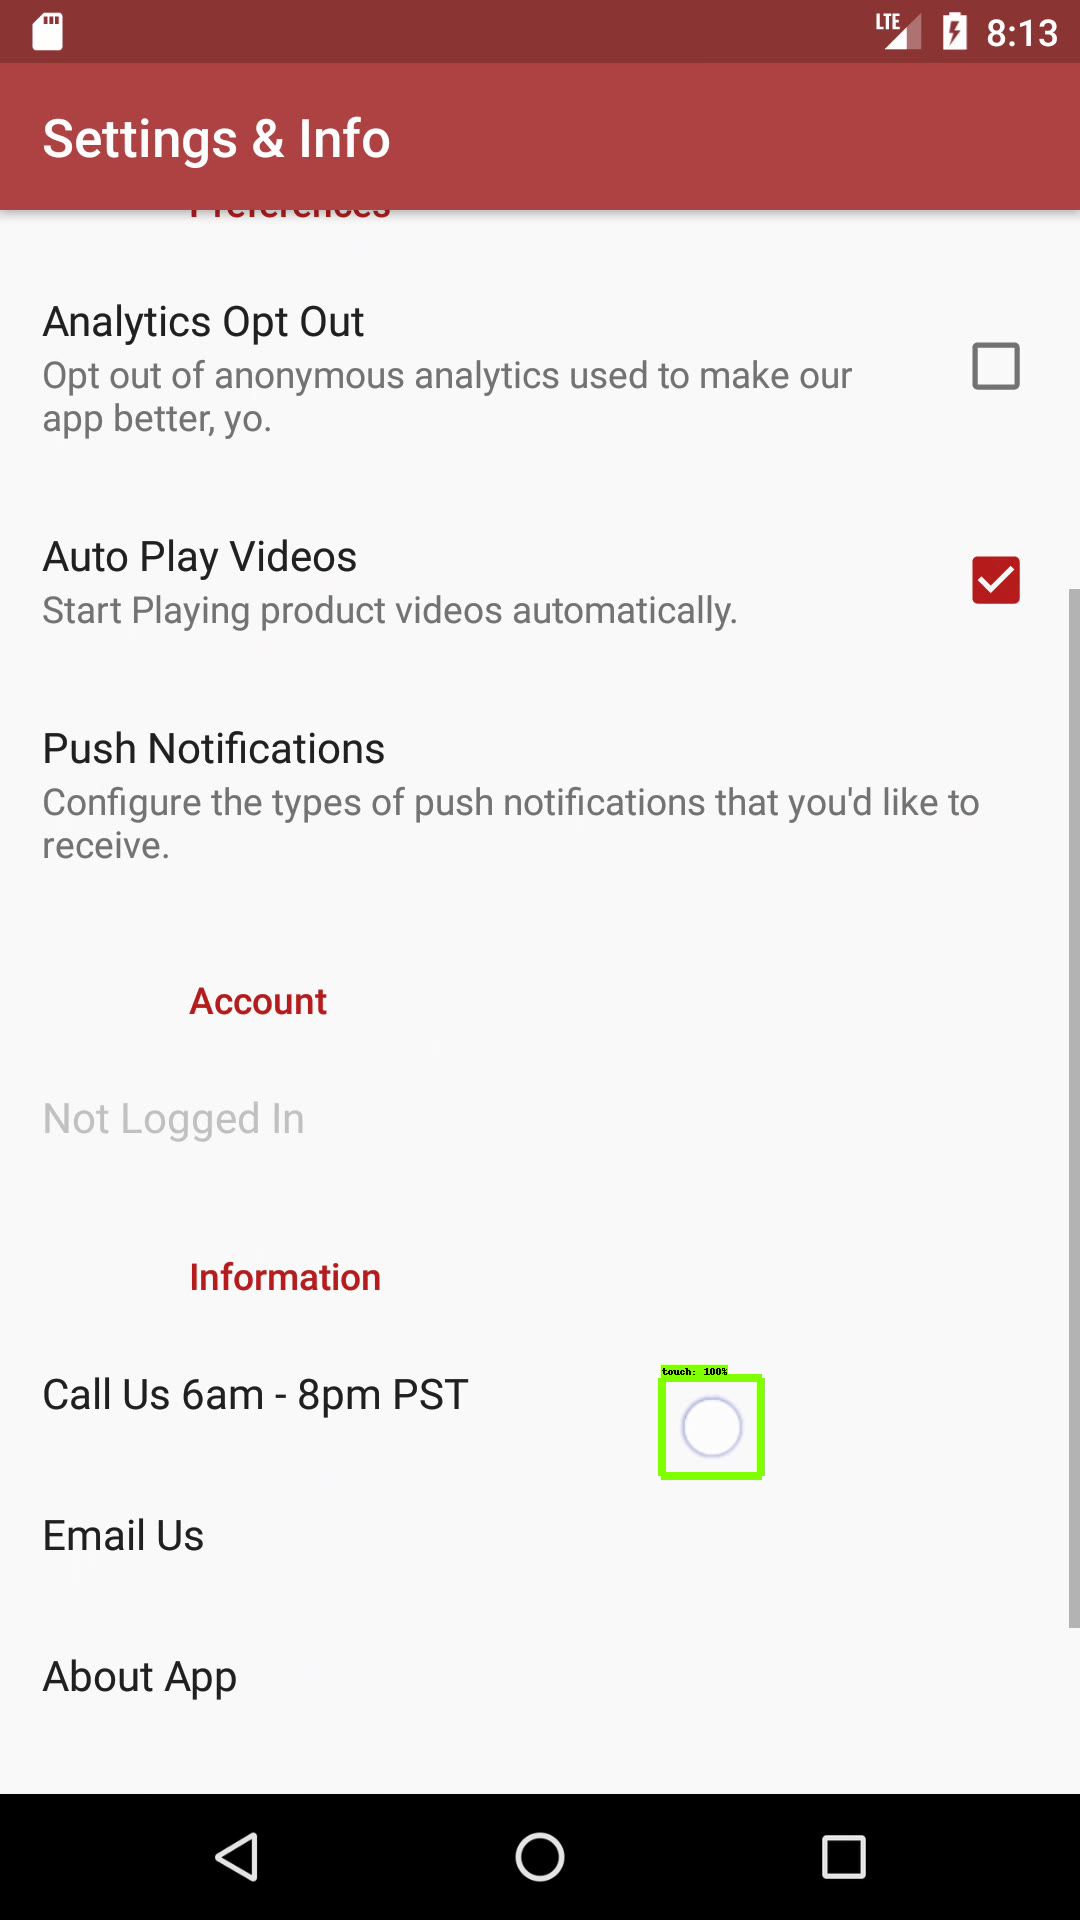 LTE 8:13
Settings & Info
Preferences
Analytics Opt Out
Opt out of anonymous analytics used to make our
app better, yo.
Auto Play Videos
Start Playing product videos automatically.
Push Notifications
Configure the types of push notifications that you'd like to
receive.
Account
Not Logged In
Information
touch: 100%
Call Us 6am - 8pm PST
Email Us
About App